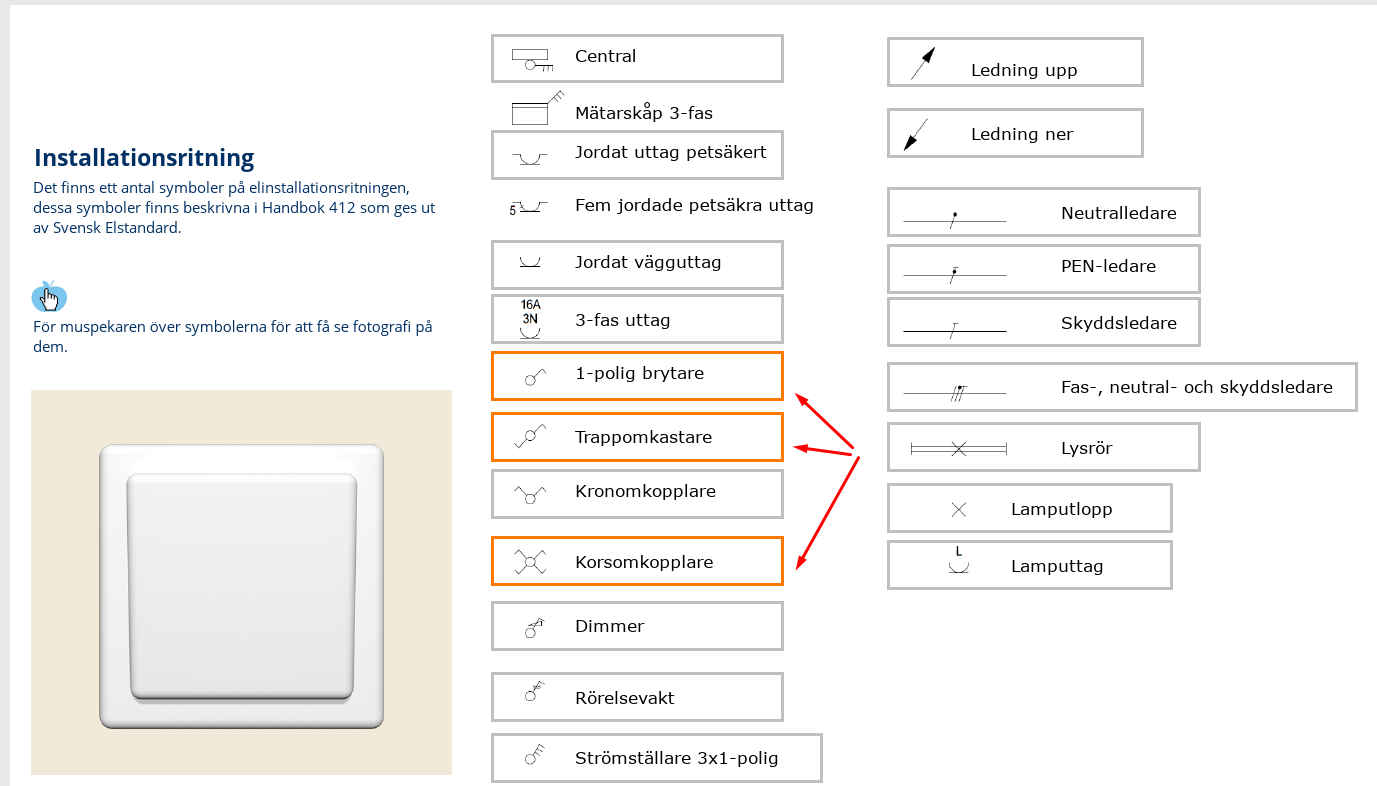 Installationsritning
Det finns ett antal symboler på elinstallationsritningen,
dessa symboler finns beskrivna i Handbok 412 som ges ut
av Svensk Elstandard.
För muspekaren över symbolerna för att få se fotografi på
dem.
Central
Mätarskåp 3-fas
Jordat uttag petsäkert
5
Fem jordade petsäkra uttag
Jordat vägguttag
16A
3N
3-fas uttag
1-polig brytare
Trappomkastare
Kronomkopplare
Korsomkopplare
Dimmer
Rörelsevakt
Strömställare 3x1-polig
Ledning upp
Ledning ner
Neutralledare
PEN-ledare
Skyddsledare
Fas-, neutral- och skyddsledare
Lysrör
Lamputlopp
L
Lamputtag